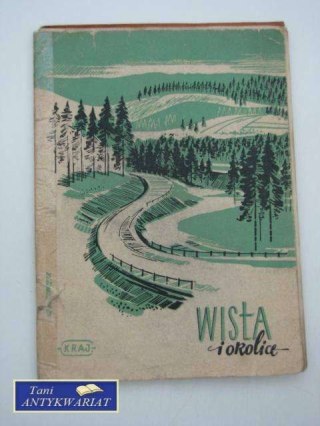 WISŁA
i okolice
KRAJ
Tani
ANTYKWARIAT